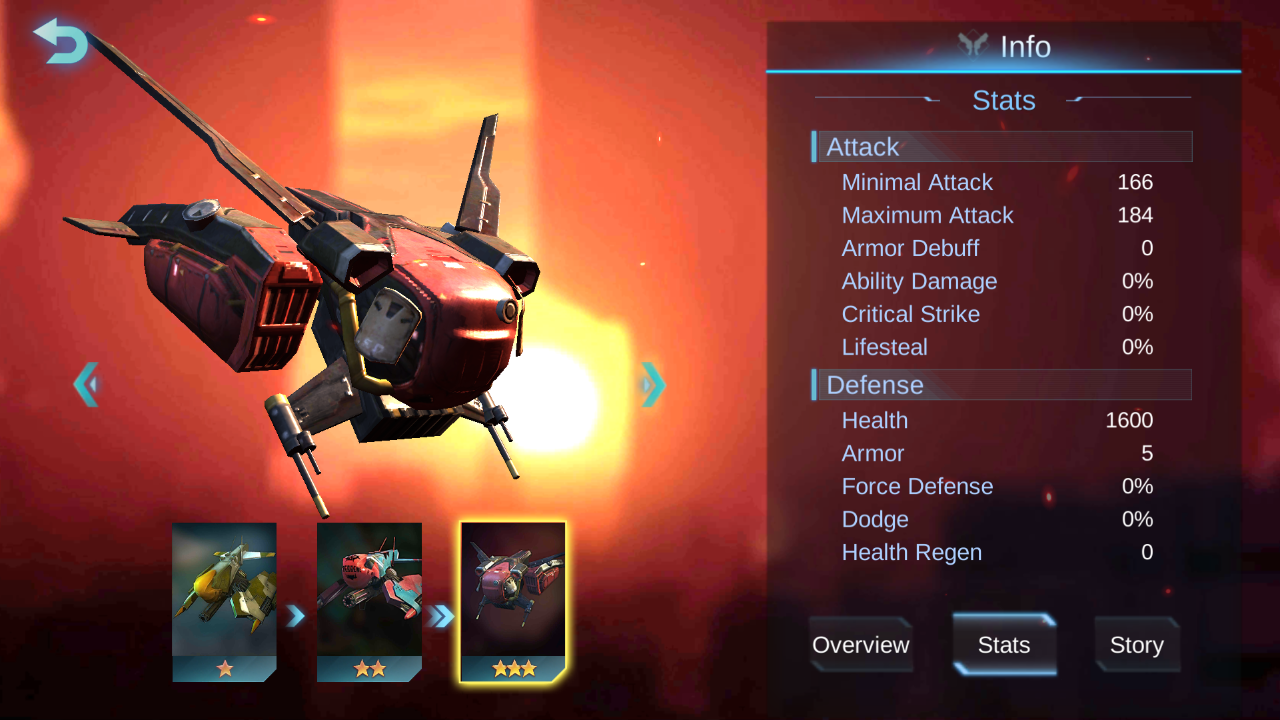 Info
Stats
Attack
Minimal Attack 166
Maximum Attack 184
Armor Debuff 0
Ability Damage 0%
Critical Strike 0%
Lifesteal 0%
Defense
Health 1600
Armor 5
Force Defense 0%
Dodge 0%
Health Regen 0
Overview Stats Story